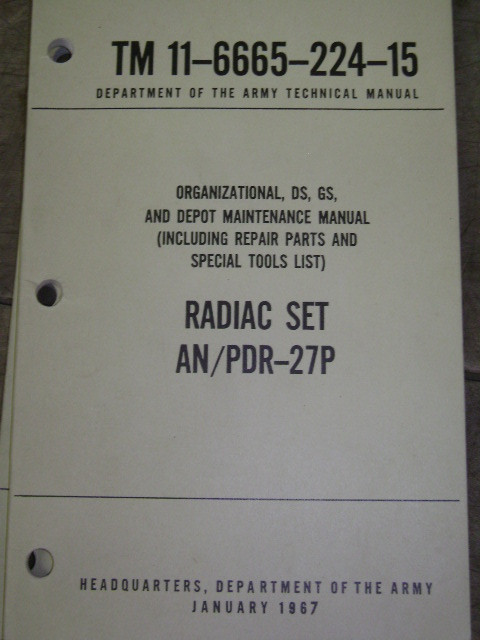 TM 11–6665–224–15
DEPARTMENT OF THE ARMY TECHNICAL MANUAL
ORGANIZATIONAL, DS, GS,
AND DEPOT MAINTENANCE MANUAL
(INCLUDING REPAIR PARTS AND
SPECIAL TOOLS LIST)
RADIAC SET
AN/PDR–27P
HEADQUARTERS, DEPARTMENT OF THE ARMY
JANUARY 1967